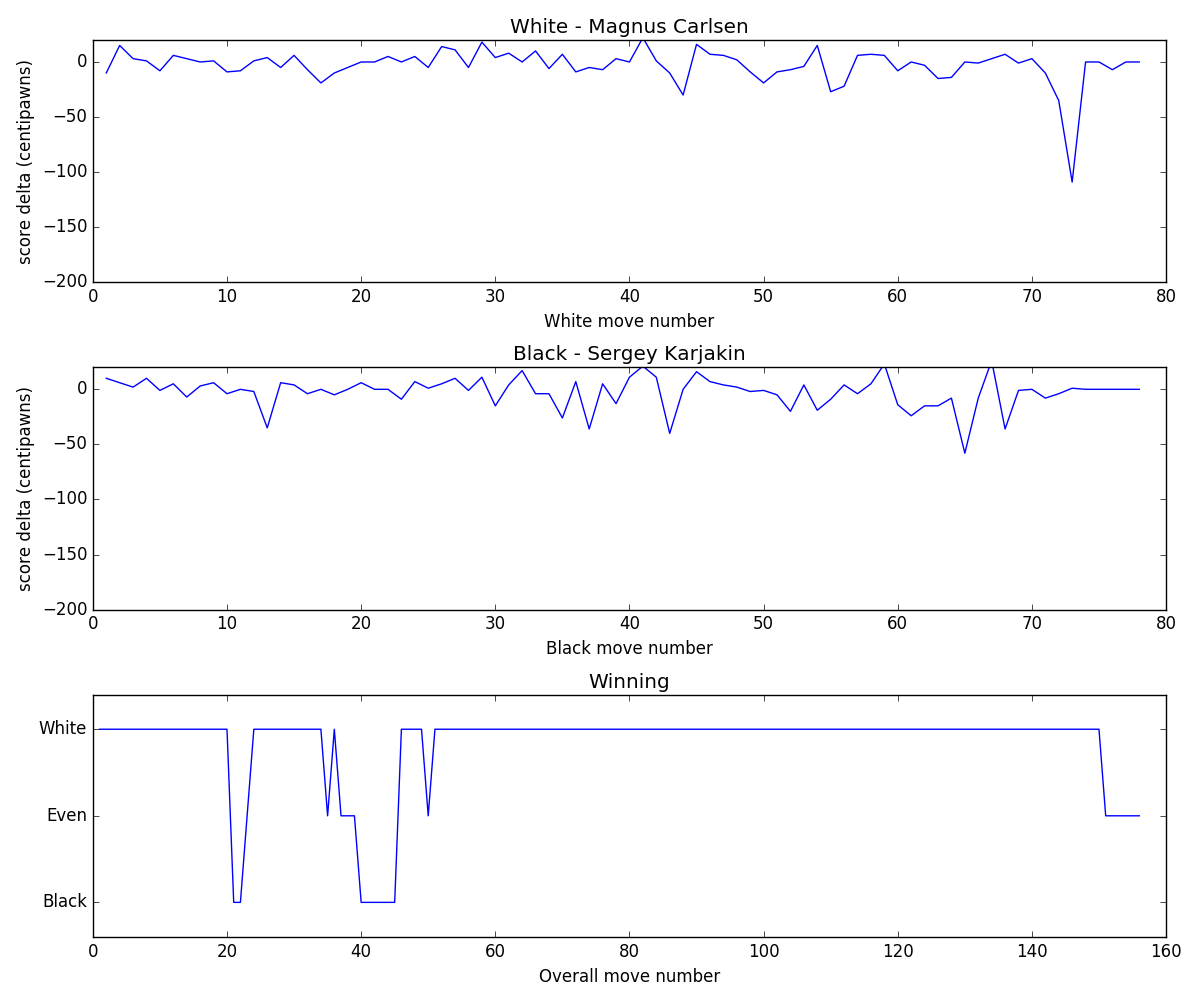 White - Magnus Carlsen
score delta (centipawns)
0
−50
−100
−150
−200
0 10 20 30 40 50 60 70 80
White move number
Black - Sergey Karjakin
score delta (centipawns)
0
−50
−100
−150
−200
0 10 20 30 40 50 60 70 80
Black move number
Winning
White
Even
Black
0 20 40 60 80 100 120 140 160
Overall move number